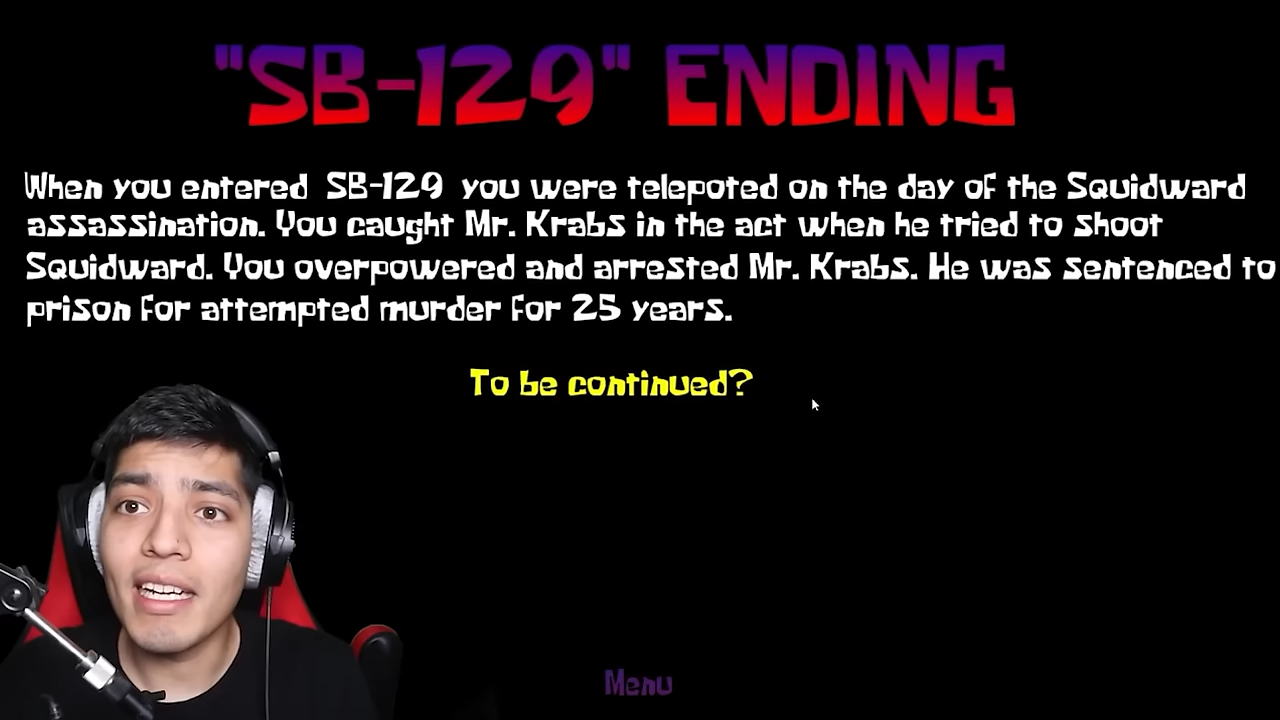 "SB-129" ENDING
When you entered SB-129 you were telepoted on the day of the Squidward
assassination. You caught Mr. Krabs in the act when he tried to shoot
Squidward. You overpowered and arrested Mr. Krabs. He was sentenced to
prison for attempted murder for 25 years.
To be continued?
Menu